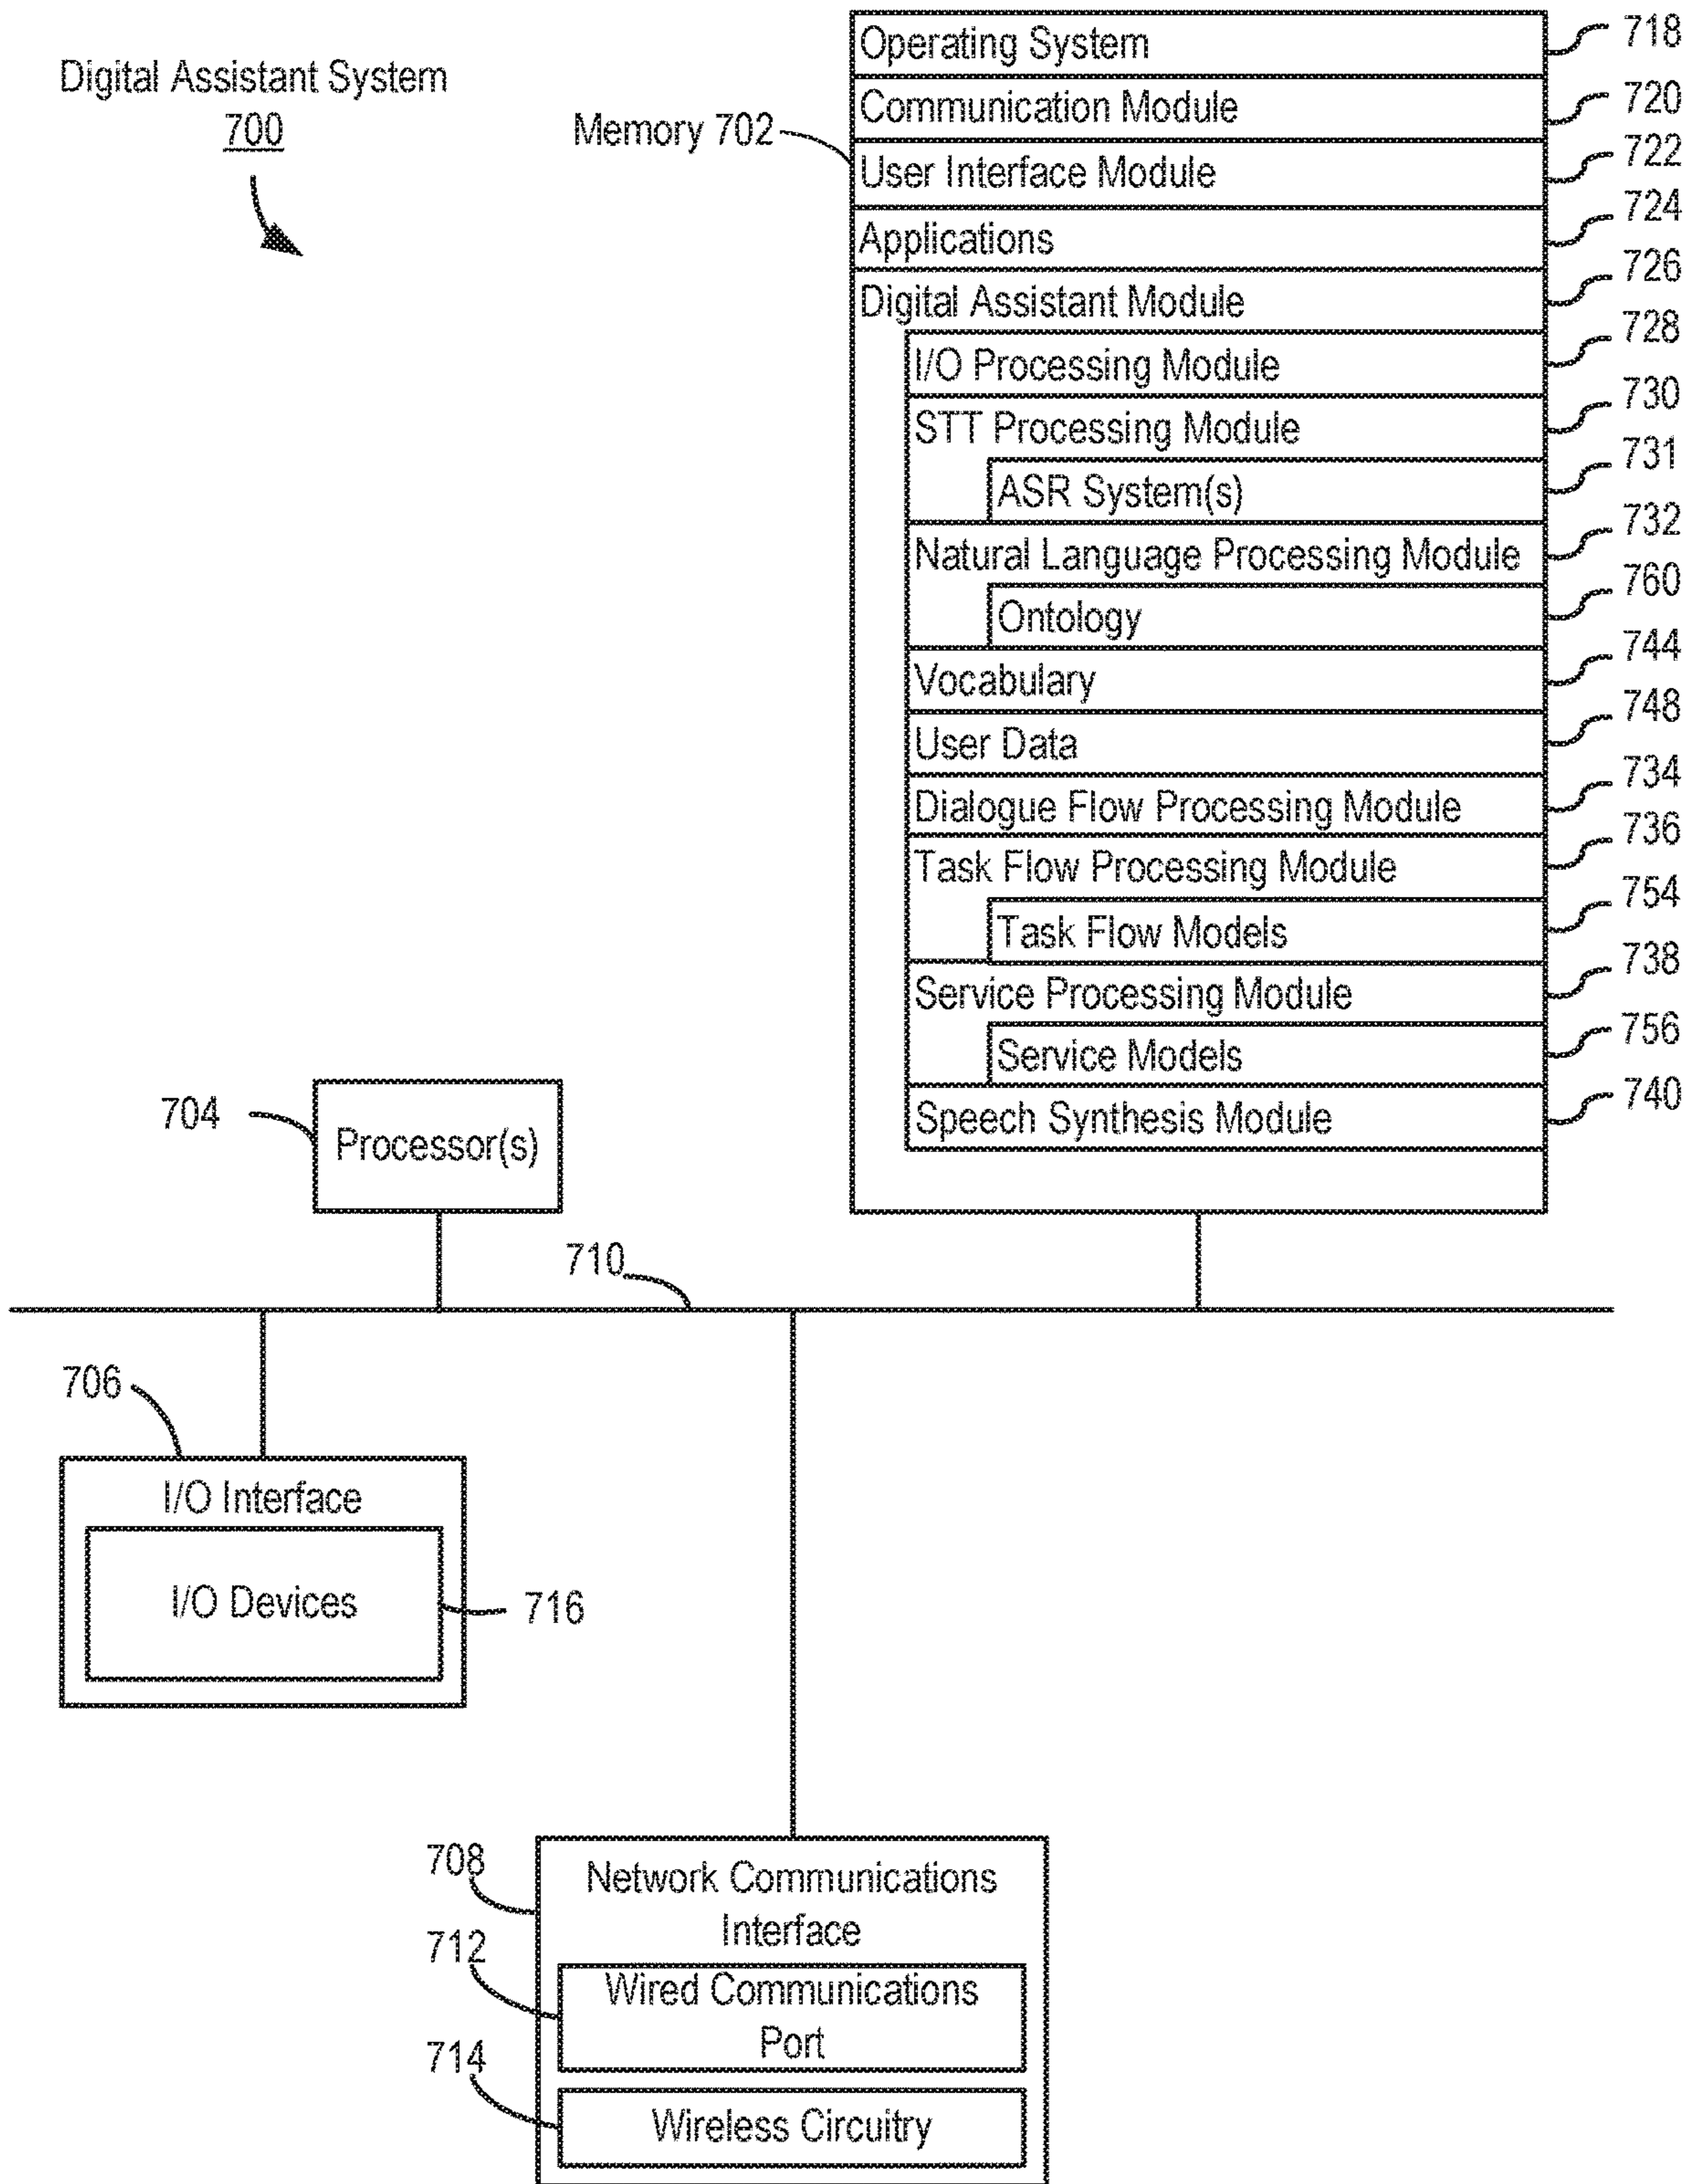 Digital Assistant System
700
Memory 702
Operating System 718
Communication Module 720
User Interface Module 722
Applications 724
Digital Assistant Module 726
I/O Processing Module 728
STT Processing Module 730
ASR System(s) 731
Natural Language Processing Module 732
Ontology 760
Vocabulary 744
User Data 748
Dialogue Flow Processing Module 734
Task Flow Processing Module 736
Task Flow Models 754
Service Processing Module 738
Service Models 756
Speech Synthesis Module 740
704
Processor(s)
710
706
I/O Interface
I/O Devices
716
708
Network Communications
Interface
712
Wired Communications
Port
714
Wireless Circuitry